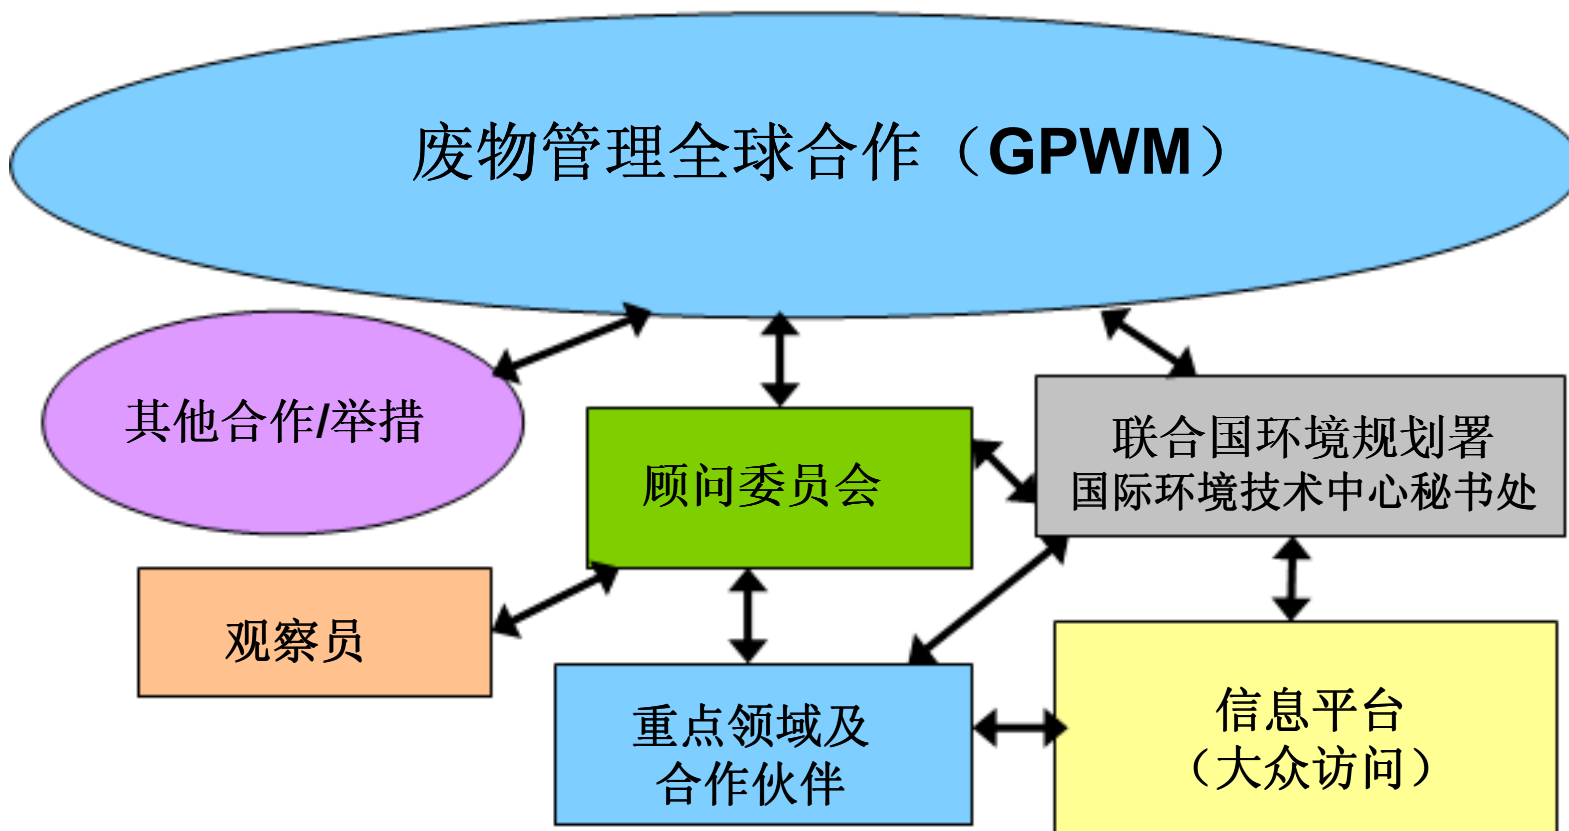 废物管理全球合作（GPWM）
其他合作/举措
顾问委员会
联合国环境规划署
国际环境技术中心秘书处
观察员
重点领域及
合作伙伴
信息平台
（大众访问）